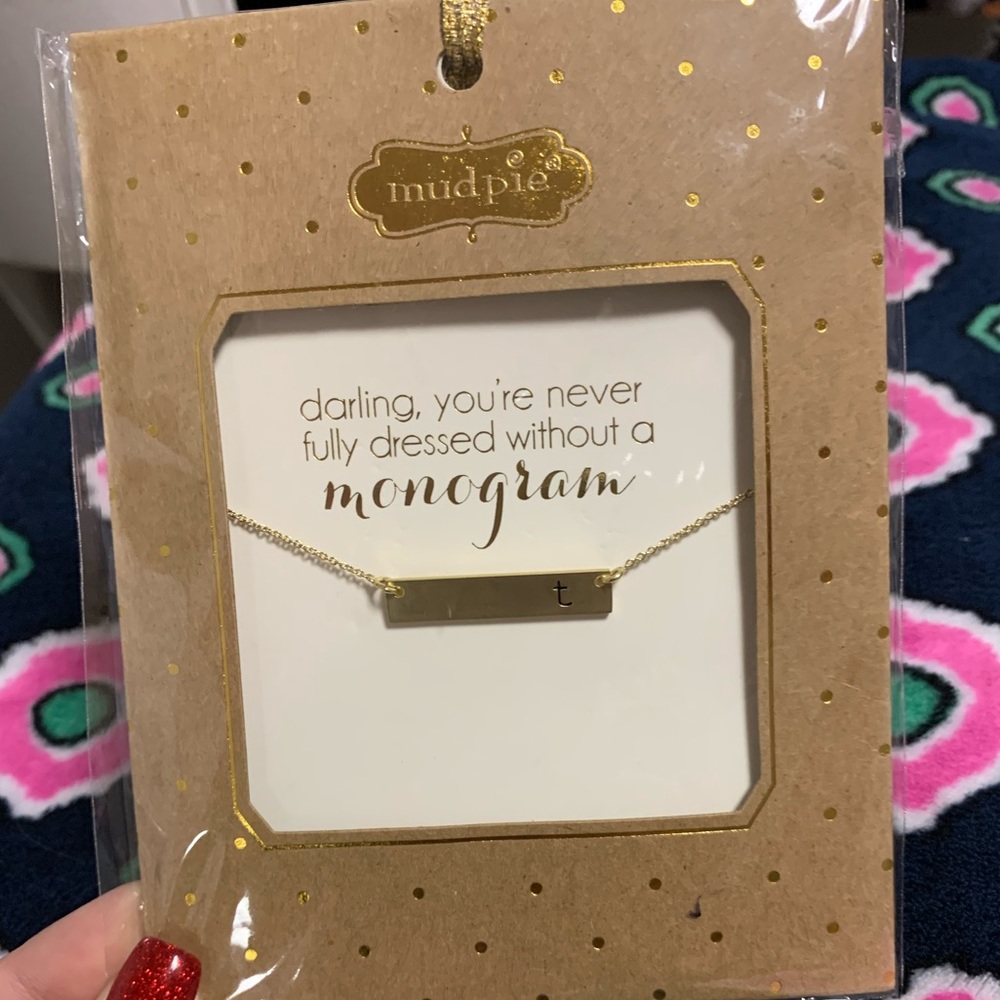 mudpie®
darling, you're never
fully dressed without a
monogram
t